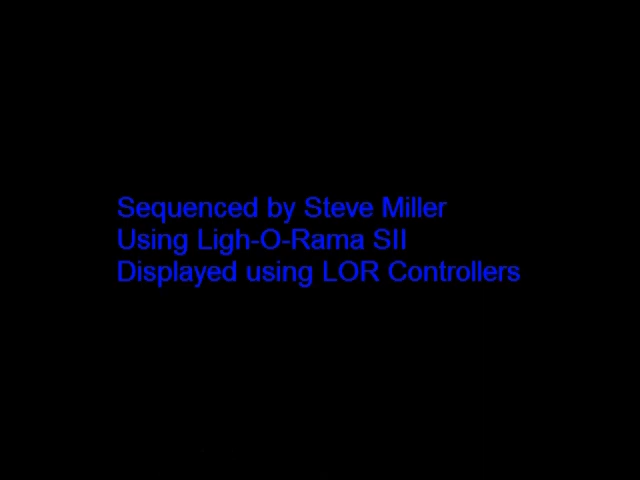 Sequenced by Steve Miller
Using Ligh-O-Rama SII
Displayed using LOR Controllers